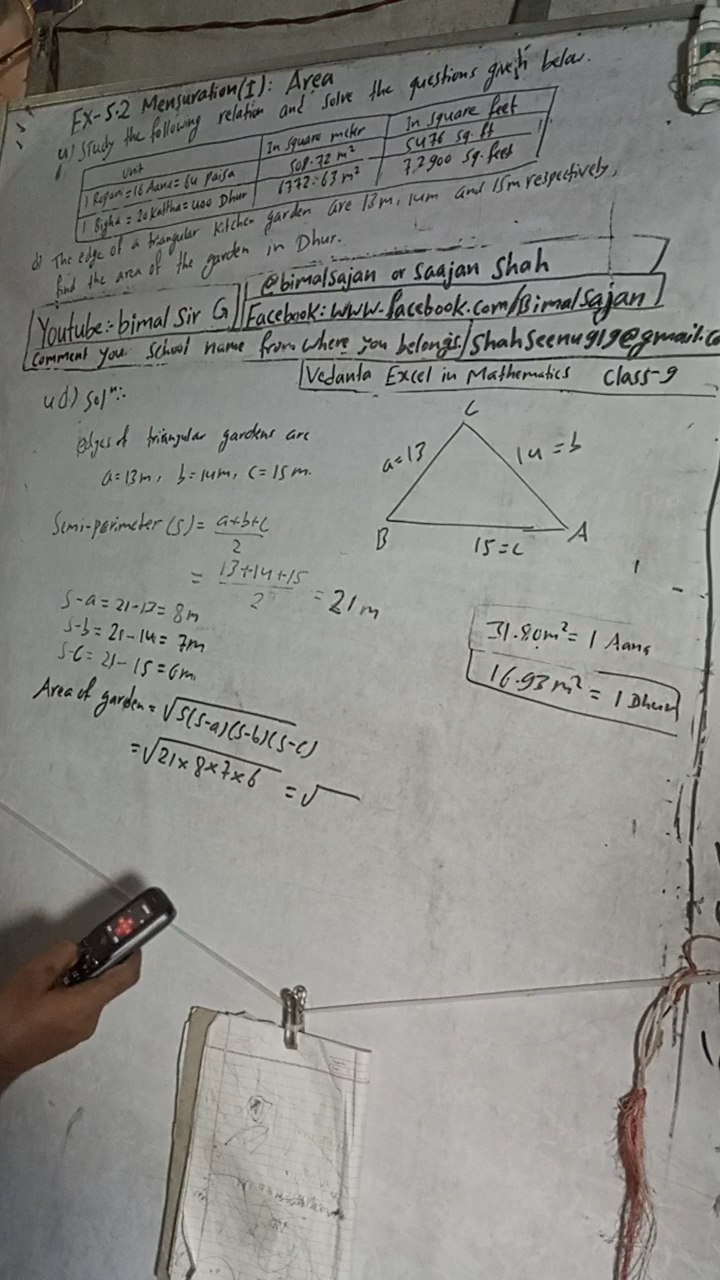 Ex-5.2 Mensuration(I): Area
4) Study the following relation and solve the questions given below.
Unit In square meter In square feet
1 Ropani=16 Aana=64 Paisa 508.72 m² 5476 sq.ft
1 Bigha=20 Kattha=400 Dhur 6772.63 m² 72900 sq.feet
d) The edge of a triangular kitchen garden are 13m, 14m and 15m respectively,
find the area of the garden in Dhur.
@bimalsajan or Saajan Shah
Youtube:- bimal Sir G Facebook: www.facebook.com/Bimalsajan
Comment your school name from where you belongs/Shahseenu919@gmail.co
Vedanta Excel in Mathematics Class-9
4d) Solⁿ:-
edges of triangular gardens are
a=13m, b=14m, c=15m.
C
a=13
14=b
B
A
15=c
Semi-perimeter (s) = a+b+c/2
= 13+14+15/2 = 21m
s-a=21-13=8m
s-b=21-14=7m
s-c=21-15=6m
31.80m²=1 Aana
16.93m²=1 Dhur
Area of garden=√s(s-a)(s-b)(s-c)
=√21×8×7×6 =√